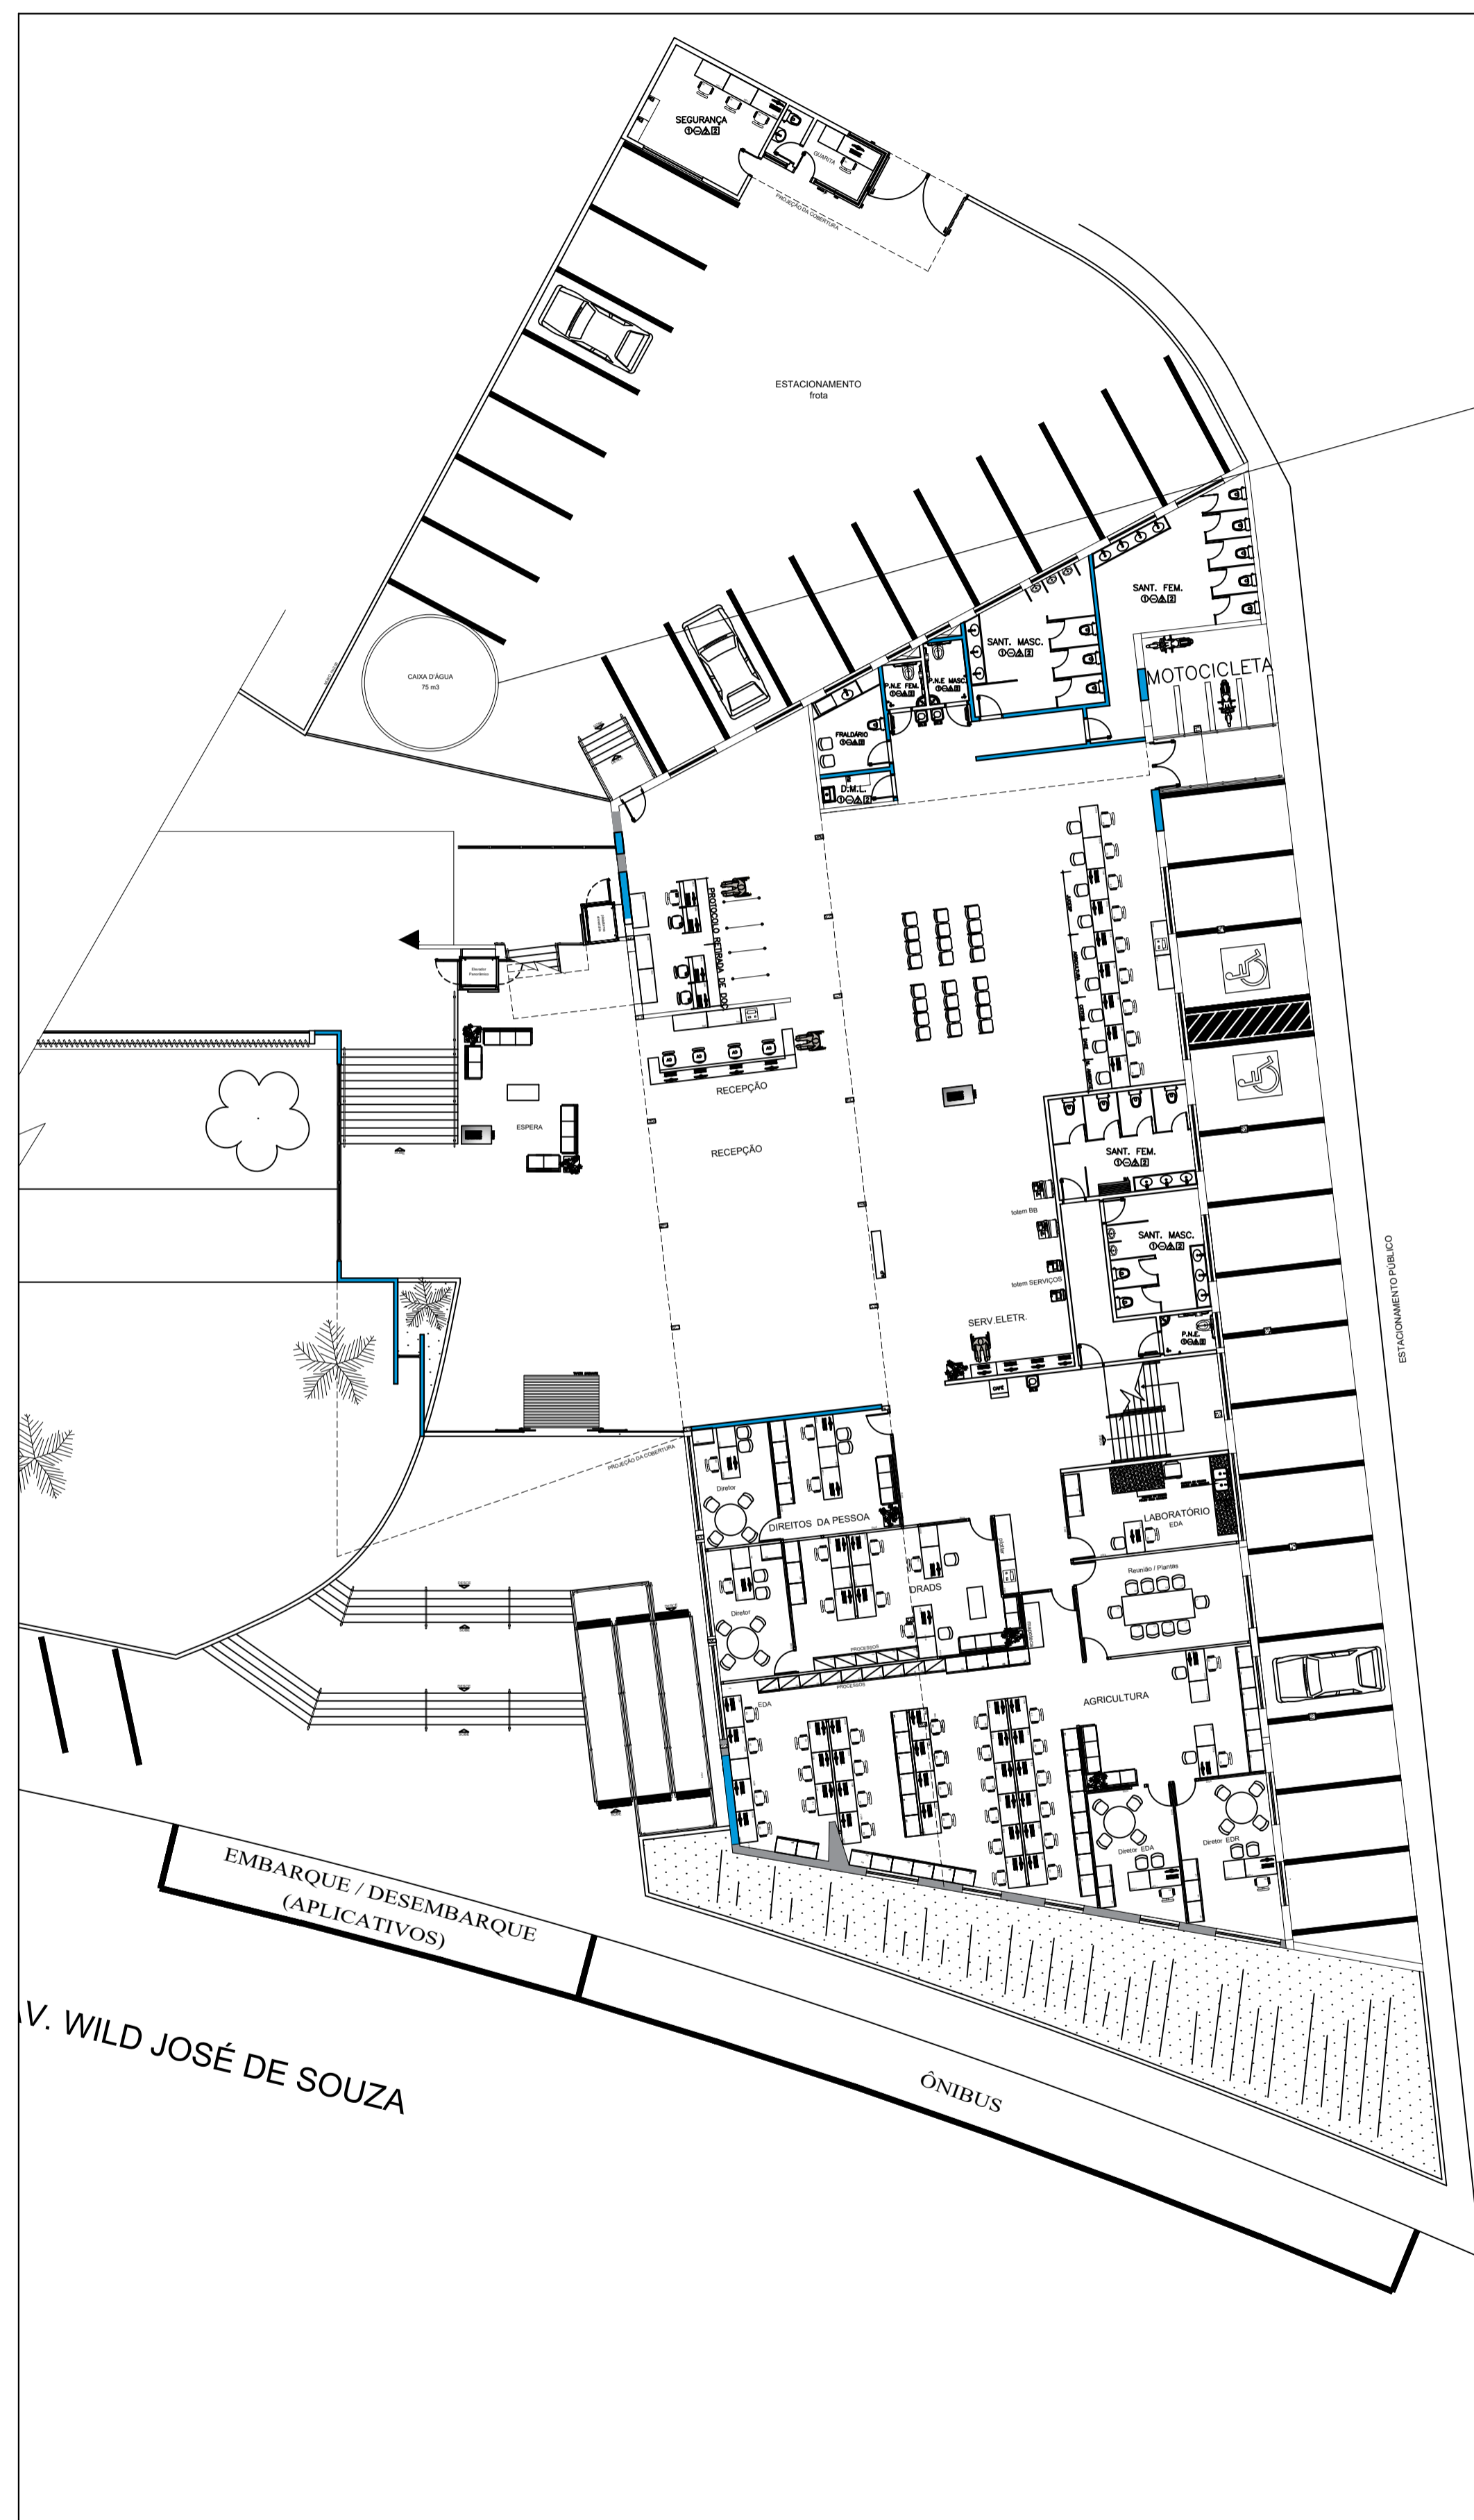 SEGURANÇA
GUARITA
PROJEÇÃO DA COBERTURA
ESTACIONAMENTO
frota
SANT. FEM.
SANT. MASC.
CAIXA D'ÁGUA
75 m3
P.N.E FEM.
P.N.E MASC.
MOTOCICLETA
FRALDÁRIO
D.M.L.
PROTOCOLO RETIRADA DE DOC.
RECEPÇÃO
ESPERA
RECEPÇÃO
SANT. FEM.
totem BB
SANT. MASC.
totem SERVIÇOS
SERV.ELETR.
P.N.E.
CAFÉ
ESTACIONAMENTO PÚBLICO
PROJEÇÃO DA COBERTURA
Diretor
DIREITOS DA PESSOA
LABORATÓRIO
EDA
Reunião / Plantas
DRADS
Diretor
PROCESSOS
PROCESSOS
EDA
AGRICULTURA
Diretor EDA
Diretor EDR
EMBARQUE / DESEMBARQUE
(APLICATIVOS)
V. WILD JOSÉ DE SOUZA
ÔNIBUS